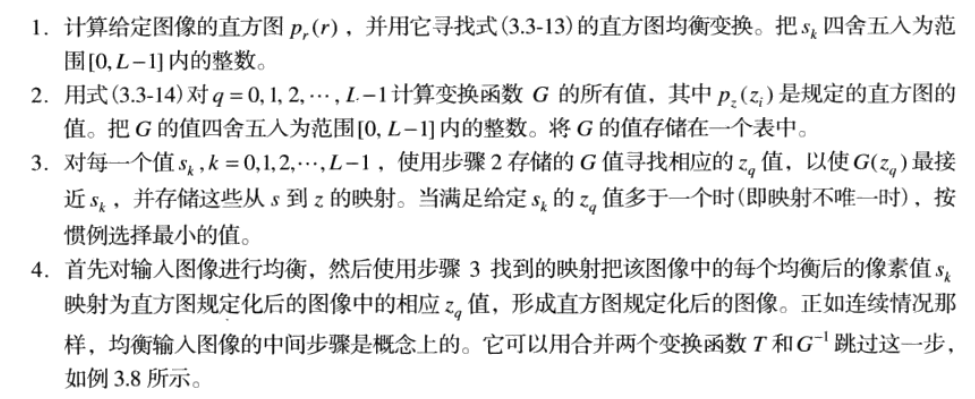 1. 计算给定图像的直方图 pr(r)，并用它寻找式(3.3-13)的直方图均衡变换。把 sk 四舍五入为范
围[0, L−1]内的整数。
2. 用式(3.3-14)对 q = 0, 1, 2, ⋯, L−1计算变换函数 G 的所有值，其中 pz(zi) 是规定的直方图的
值。把 G 的值四舍五入为范围[0, L−1]内的整数。将 G 的值存储在一个表中。
3. 对每一个值 sk , k = 0,1,2,⋯, L−1，使用步骤 2 存储的 G 值寻找相应的 zq 值，以使 G(zq) 最接
近 sk，并存储这些从 s 到 z 的映射。当满足给定 sk 的 zq 值多于一个时(即映射不唯一时)，按
惯例选择最小的值。
4. 首先对输入图像进行均衡，然后使用步骤 3 找到的映射把该图像中的每个均衡后的像素值 sk
映射为直方图规定化后的图像中的相应 zq 值，形成直方图规定化后的图像。正如连续情况那
样，均衡输入图像的中间步骤是概念上的。它可以用合并两个变换函数 T 和 G⁻¹ 跳过这一步，
如例 3.8 所示。